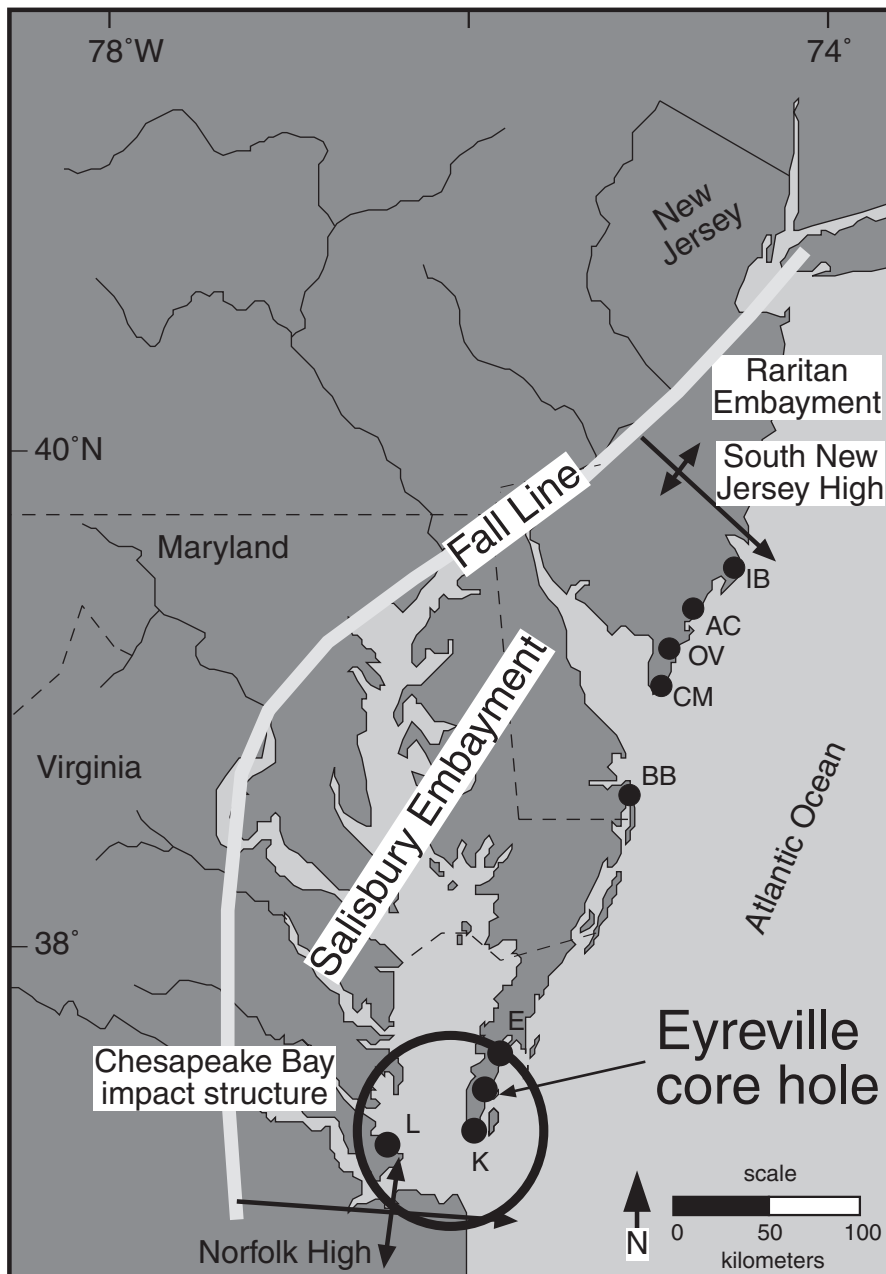 78˚W
74˚
New
Jersey
Raritan
Embayment
40˚N
South New
Jersey High
Fall Line
Maryland
IB
AC
OV
CM
Salisbury Embayment
Virginia
BB
Atlantic Ocean
38˚
E
Eyreville
core hole
Chesapeake Bay
impact structure
L
K
scale
N
0 50 100
kilometers
Norfolk High